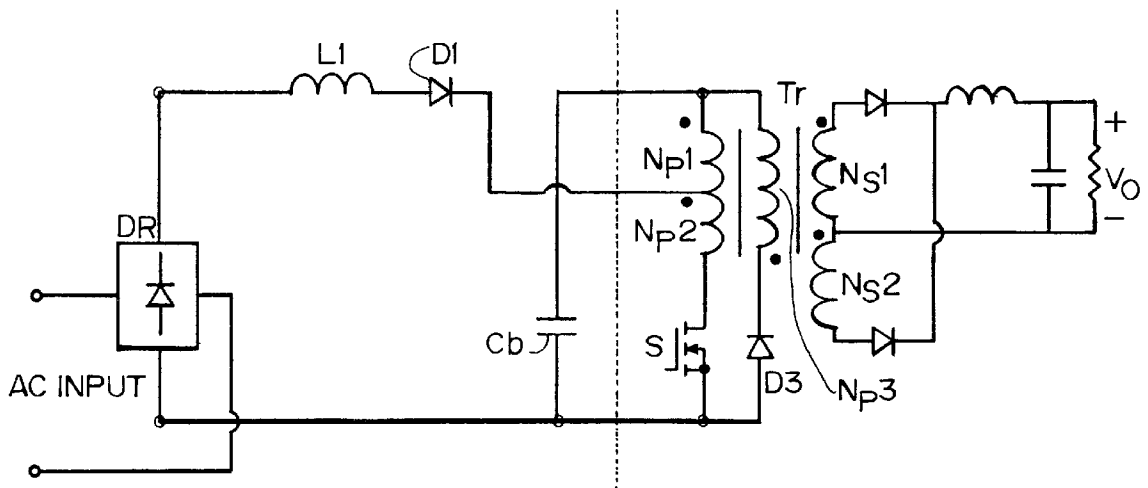 L1
D1
Tr
NP1
NS1
+
VO
-
NP2
DR
NS2
S
Cb
D3
NP3
AC INPUT